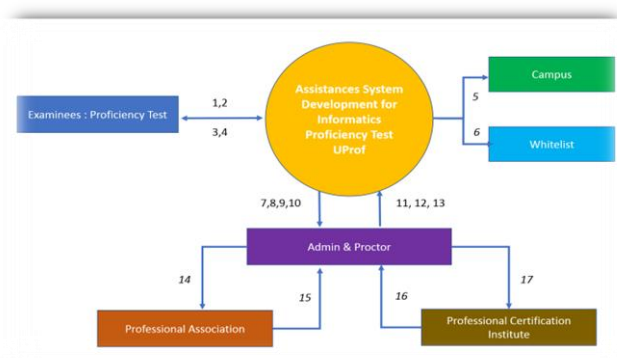 Assistances System
Development for
Informatics
Proficiency Test
UProf
Campus
5
Examinees : Proficiency Test
1,2
3,4
6
Whitelist
7,8,9,10
11, 12, 13
Admin & Proctor
14
15
16
17
Professional Association
Professional Certification
Institute